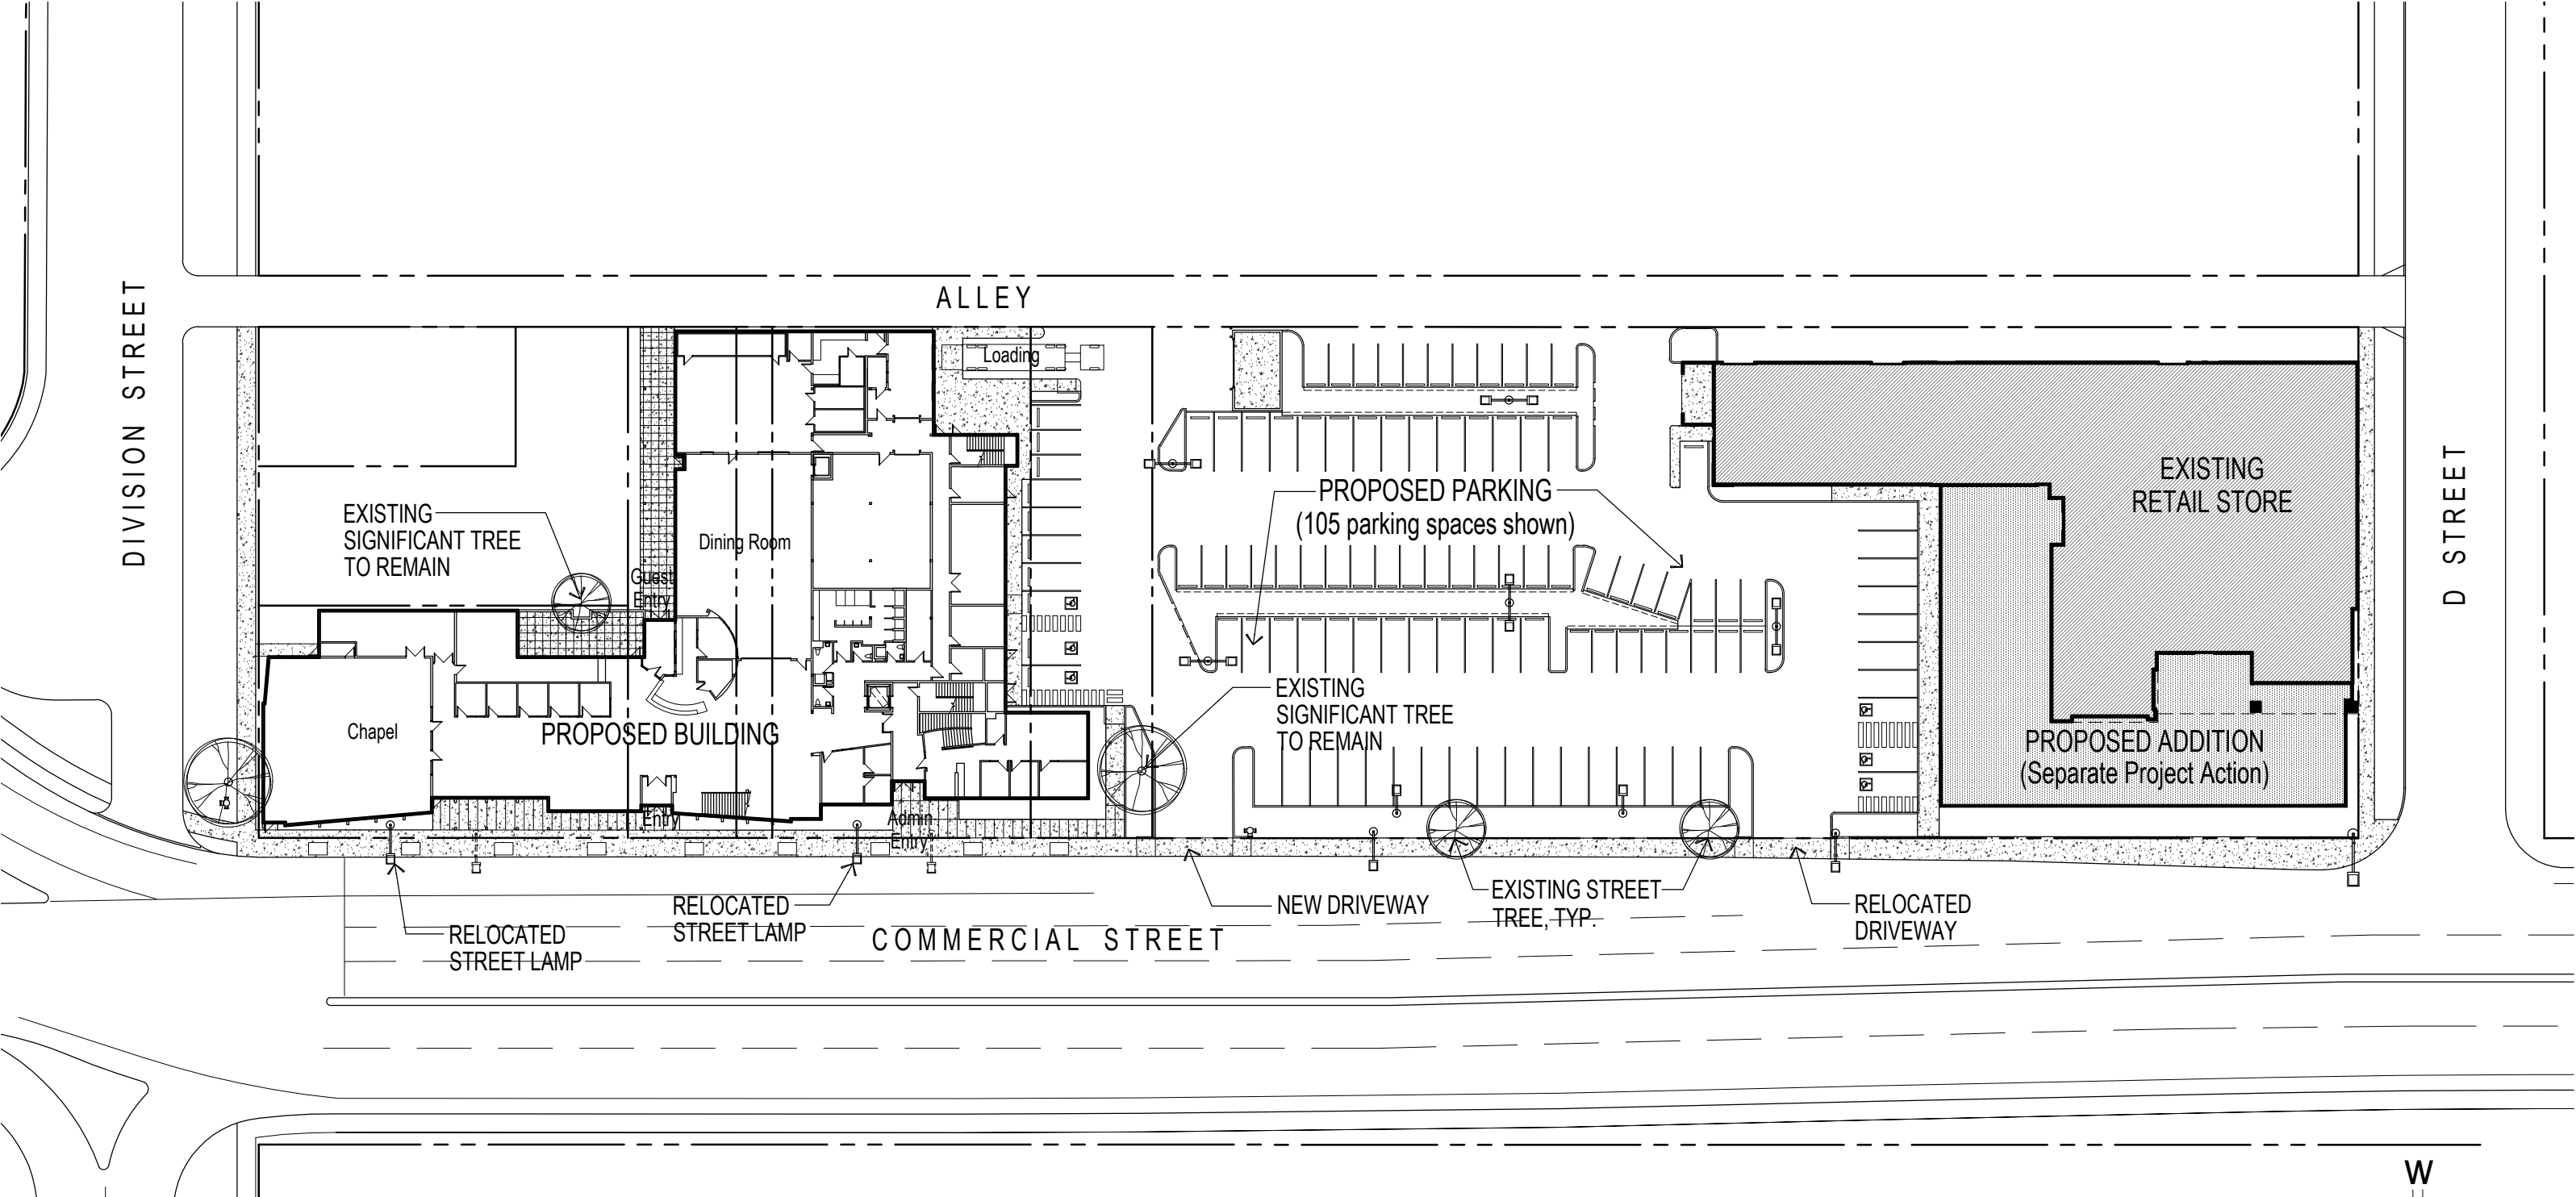 ALLEY
DIVISION STREET
Loading
EXISTING
RETAIL STORE
D STREET
PROPOSED PARKING
(105 parking spaces shown)
EXISTING
SIGNIFICANT TREE
TO REMAIN
Dining Room
Guest
Entry
EXISTING
SIGNIFICANT TREE
TO REMAIN
Chapel
PROPOSED BUILDING
PROPOSED ADDITION
(Separate Project Action)
Entry
Admin
Entry
RELOCATED
STREET LAMP
RELOCATED
STREET LAMP
NEW DRIVEWAY
EXISTING STREET
TREE, TYP.
RELOCATED
DRIVEWAY
COMMERCIAL STREET
W